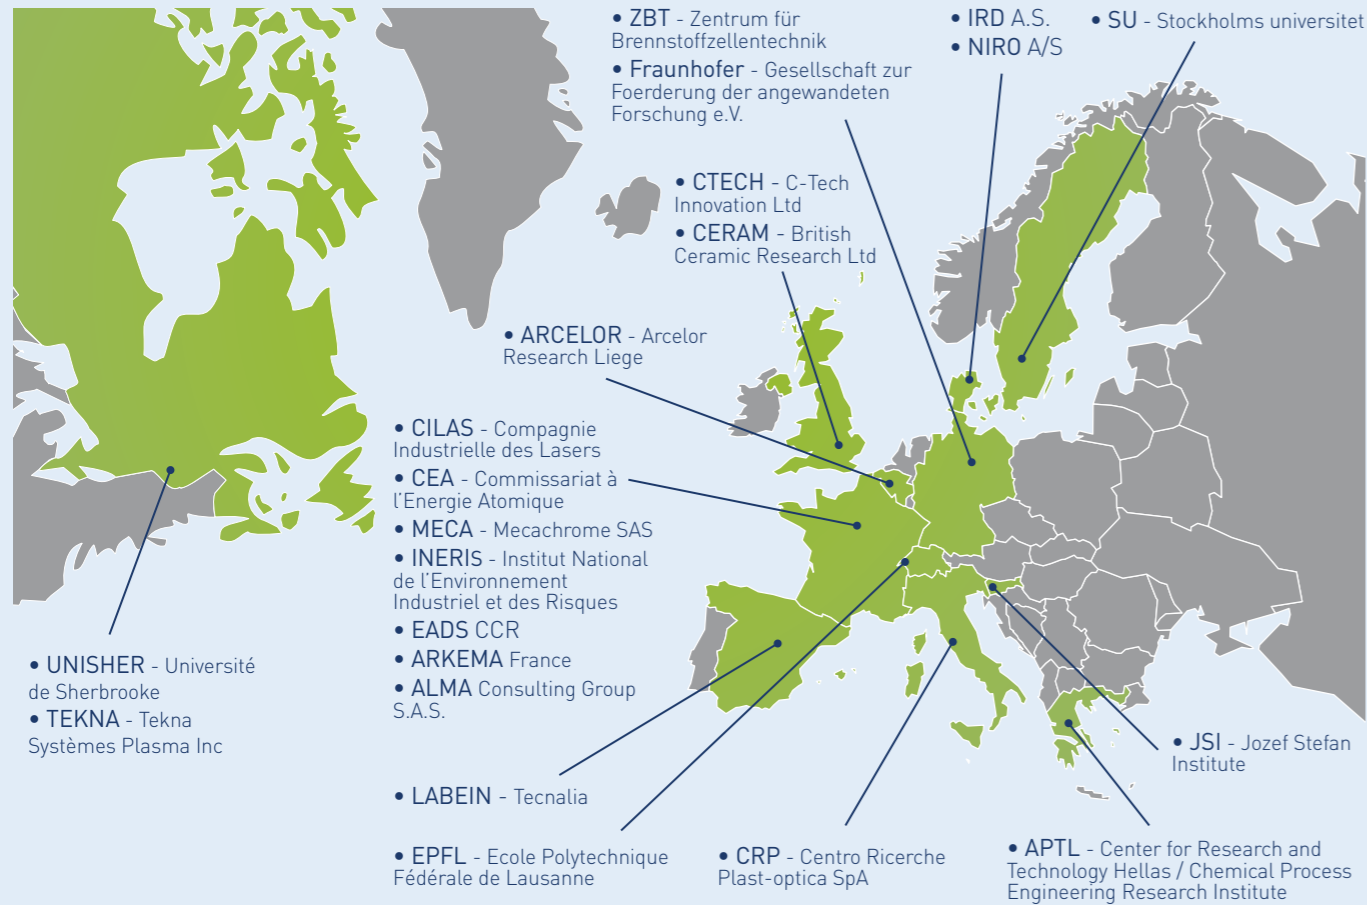 • ZBT - Zentrum für
Brennstoffzellentechnik
• Fraunhofer - Gesellschaft zur
Foerderung der angewandeten
Forschung e.V.
• IRD A.S.
• NIRO A/S
• SU - Stockholms universitet
• CTECH - C-Tech
Innovation Ltd
• CERAM - British
Ceramic Research Ltd
• ARCELOR - Arcelor
Research Liege
• CILAS - Compagnie
Industrielle des Lasers
• CEA - Commissariat à
l'Energie Atomique
• MECA - Mecachrome SAS
• INERIS - Institut National
de l'Environnement
Industriel et des Risques
• EADS CCR
• ARKEMA France
• ALMA Consulting Group
S.A.S.
• UNISHER - Université
de Sherbrooke
• TEKNA - Tekna
Systèmes Plasma Inc
• LABEIN - Tecnalia
• EPFL - Ecole Polytechnique
Fédérale de Lausanne
• CRP - Centro Ricerche
Plast-optica SpA
• JSI - Jozef Stefan
Institute
• APTL - Center for Research and
Technology Hellas / Chemical Process
Engineering Research Institute